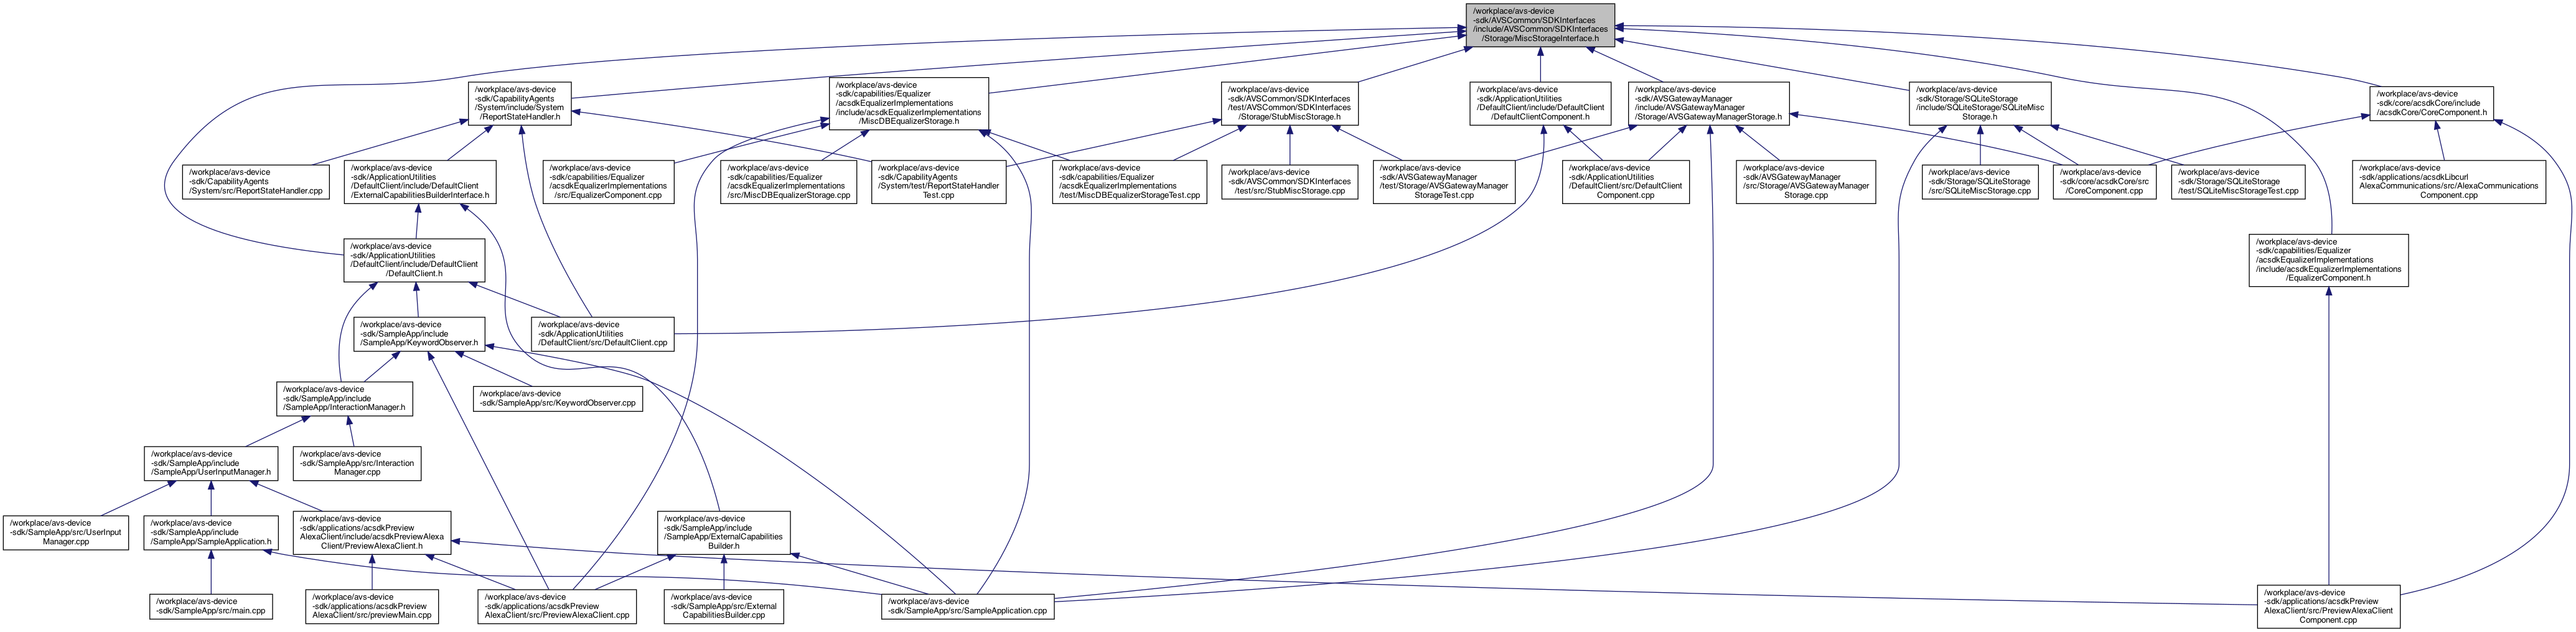 /workplace/avs-device
-sdk/AVSCommon/SDKInterfaces
/include/AVSCommon/SDKInterfaces
/Storage/MiscStorageInterface.h
/workplace/avs-device
-sdk/CapabilityAgents
/System/include/System
/ReportStateHandler.h
/workplace/avs-device
-sdk/capabilities/Equalizer
/acsdkEqualizerImplementations
/include/acsdkEqualizerImplementations
/MiscDBEqualizerStorage.h
/workplace/avs-device
-sdk/AVSCommon/SDKInterfaces
/test/AVSCommon/SDKInterfaces
/Storage/StubMiscStorage.h
/workplace/avs-device
-sdk/ApplicationUtilities
/DefaultClient/include/DefaultClient
/DefaultClientComponent.h
/workplace/avs-device
-sdk/AVSGatewayManager
/include/AVSGatewayManager
/Storage/AVSGatewayManagerStorage.h
/workplace/avs-device
-sdk/Storage/SQLiteStorage
/include/SQLiteStorage/SQLiteMisc
Storage.h
/workplace/avs-device
-sdk/core/acsdkCore/include
/acsdkCore/CoreComponent.h
/workplace/avs-device
-sdk/CapabilityAgents
/System/src/ReportStateHandler.cpp
/workplace/avs-device
-sdk/ApplicationUtilities
/DefaultClient/include/DefaultClient
/ExternalCapabilitiesBuilderInterface.h
/workplace/avs-device
-sdk/capabilities/Equalizer
/acsdkEqualizerImplementations
/src/EqualizerComponent.cpp
/workplace/avs-device
-sdk/capabilities/Equalizer
/acsdkEqualizerImplementations
/src/MiscDBEqualizerStorage.cpp
/workplace/avs-device
-sdk/CapabilityAgents
/System/test/ReportStateHandler
Test.cpp
/workplace/avs-device
-sdk/capabilities/Equalizer
/acsdkEqualizerImplementations
/test/MiscDBEqualizerStorageTest.cpp
/workplace/avs-device
-sdk/AVSCommon/SDKInterfaces
/test/src/StubMiscStorage.cpp
/workplace/avs-device
-sdk/AVSGatewayManager
/test/Storage/AVSGatewayManager
StorageTest.cpp
/workplace/avs-device
-sdk/ApplicationUtilities
/DefaultClient/src/DefaultClient
Component.cpp
/workplace/avs-device
-sdk/AVSGatewayManager
/src/Storage/AVSGatewayManager
Storage.cpp
/workplace/avs-device
-sdk/Storage/SQLiteStorage
/src/SQLiteMiscStorage.cpp
/workplace/avs-device
-sdk/core/acsdkCore/src
/CoreComponent.cpp
/workplace/avs-device
-sdk/Storage/SQLiteStorage
/test/SQLiteMiscStorageTest.cpp
/workplace/avs-device
-sdk/applications/acsdkLibcurl
AlexaCommunications/src/AlexaCommunications
Component.cpp
/workplace/avs-device
-sdk/ApplicationUtilities
/DefaultClient/include/DefaultClient
/DefaultClient.h
/workplace/avs-device
-sdk/capabilities/Equalizer
/acsdkEqualizerImplementations
/include/acsdkEqualizerImplementations
/EqualizerComponent.h
/workplace/avs-device
-sdk/SampleApp/include
/SampleApp/KeywordObserver.h
/workplace/avs-device
-sdk/ApplicationUtilities
/DefaultClient/src/DefaultClient.cpp
/workplace/avs-device
-sdk/SampleApp/include
/SampleApp/InteractionManager.h
/workplace/avs-device
-sdk/SampleApp/src/KeywordObserver.cpp
/workplace/avs-device
-sdk/SampleApp/include
/SampleApp/UserInputManager.h
/workplace/avs-device
-sdk/SampleApp/src/Interaction
Manager.cpp
/workplace/avs-device
-sdk/SampleApp/src/UserInput
Manager.cpp
/workplace/avs-device
-sdk/SampleApp/include
/SampleApp/SampleApplication.h
/workplace/avs-device
-sdk/applications/acsdkPreview
AlexaClient/include/acsdkPreviewAlexa
Client/PreviewAlexaClient.h
/workplace/avs-device
-sdk/SampleApp/include
/SampleApp/ExternalCapabilities
Builder.h
/workplace/avs-device
-sdk/SampleApp/src/main.cpp
/workplace/avs-device
-sdk/applications/acsdkPreview
AlexaClient/src/previewMain.cpp
/workplace/avs-device
-sdk/applications/acsdkPreview
AlexaClient/src/PreviewAlexaClient.cpp
/workplace/avs-device
-sdk/SampleApp/src/External
CapabilitiesBuilder.cpp
/workplace/avs-device
-sdk/SampleApp/src/SampleApplication.cpp
/workplace/avs-device
-sdk/applications/acsdkPreview
AlexaClient/src/PreviewAlexaClient
Component.cpp